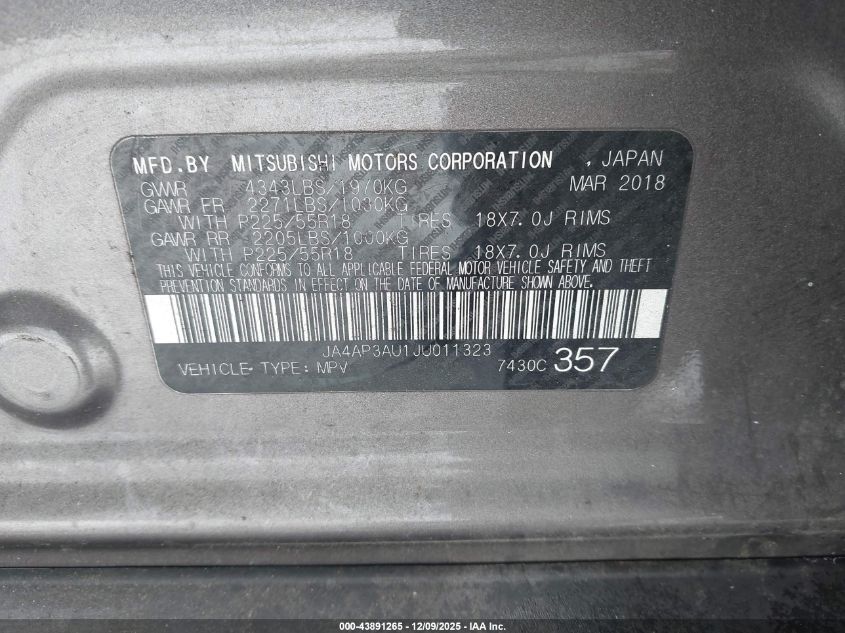 MFD.BY MITSUBISHI MOTORS CORPORATION , JAPAN
GVWR 4343LBS/1970KG MAR 2018
GAWR FR 2271LBS/1030KG
WITH P225/55R18 TIRES 18X7.0J RIMS
GAWR RR 2205LBS/1000KG
WITH P225/55R18 TIRES 18X7.0J RIMS
THIS VEHICLE CONFORMS TO ALL APPLICABLE FEDERAL MOTOR VEHICLE SAFETY AND THEFT
PREVENTION STANDARDS IN EFFECT ON THE DATE OF MANUFACTURE SHOWN ABOVE.
JA4AP3AU1JU011323
VEHICLE-TYPE: MPV 7430C 357
000-43891265 - 12/09/2025 - IAA Inc.